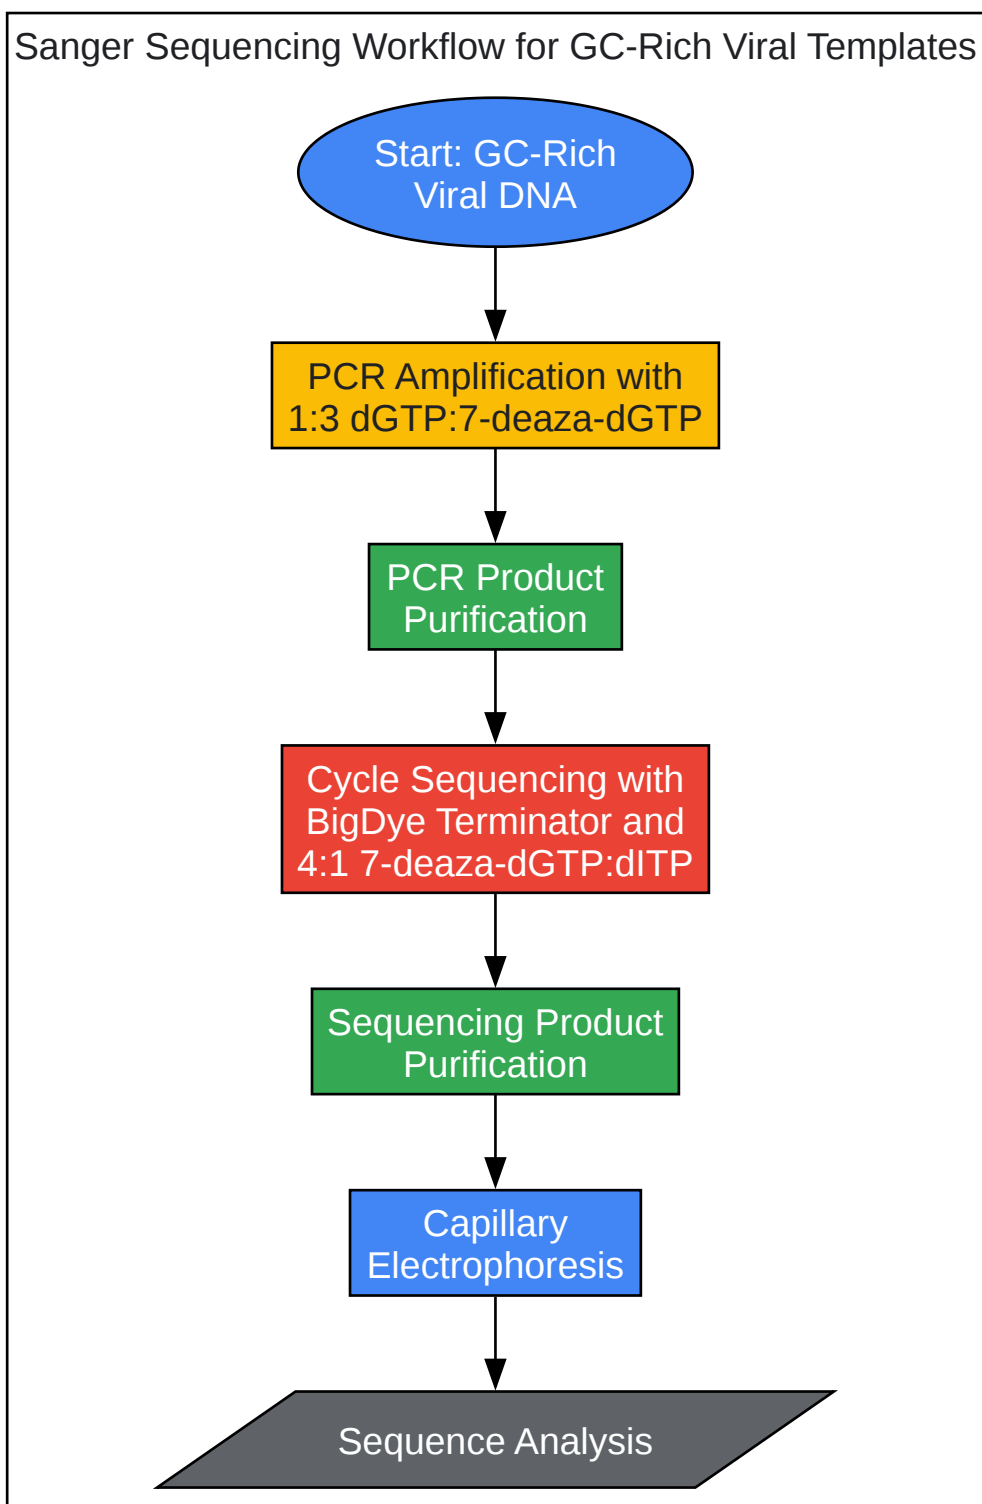 Sanger Sequencing Workflow for GC-Rich Viral Templates
Start: GC-Rich
Viral DNA
PCR Amplification with
1:3 dGTP:7-deaza-dGTP
PCR Product
Purification
Cycle Sequencing with
BigDye Terminator and
4:1 7-deaza-dGTP:dITP
Sequencing Product
Purification
Capillary
Electrophoresis
Sequence Analysis